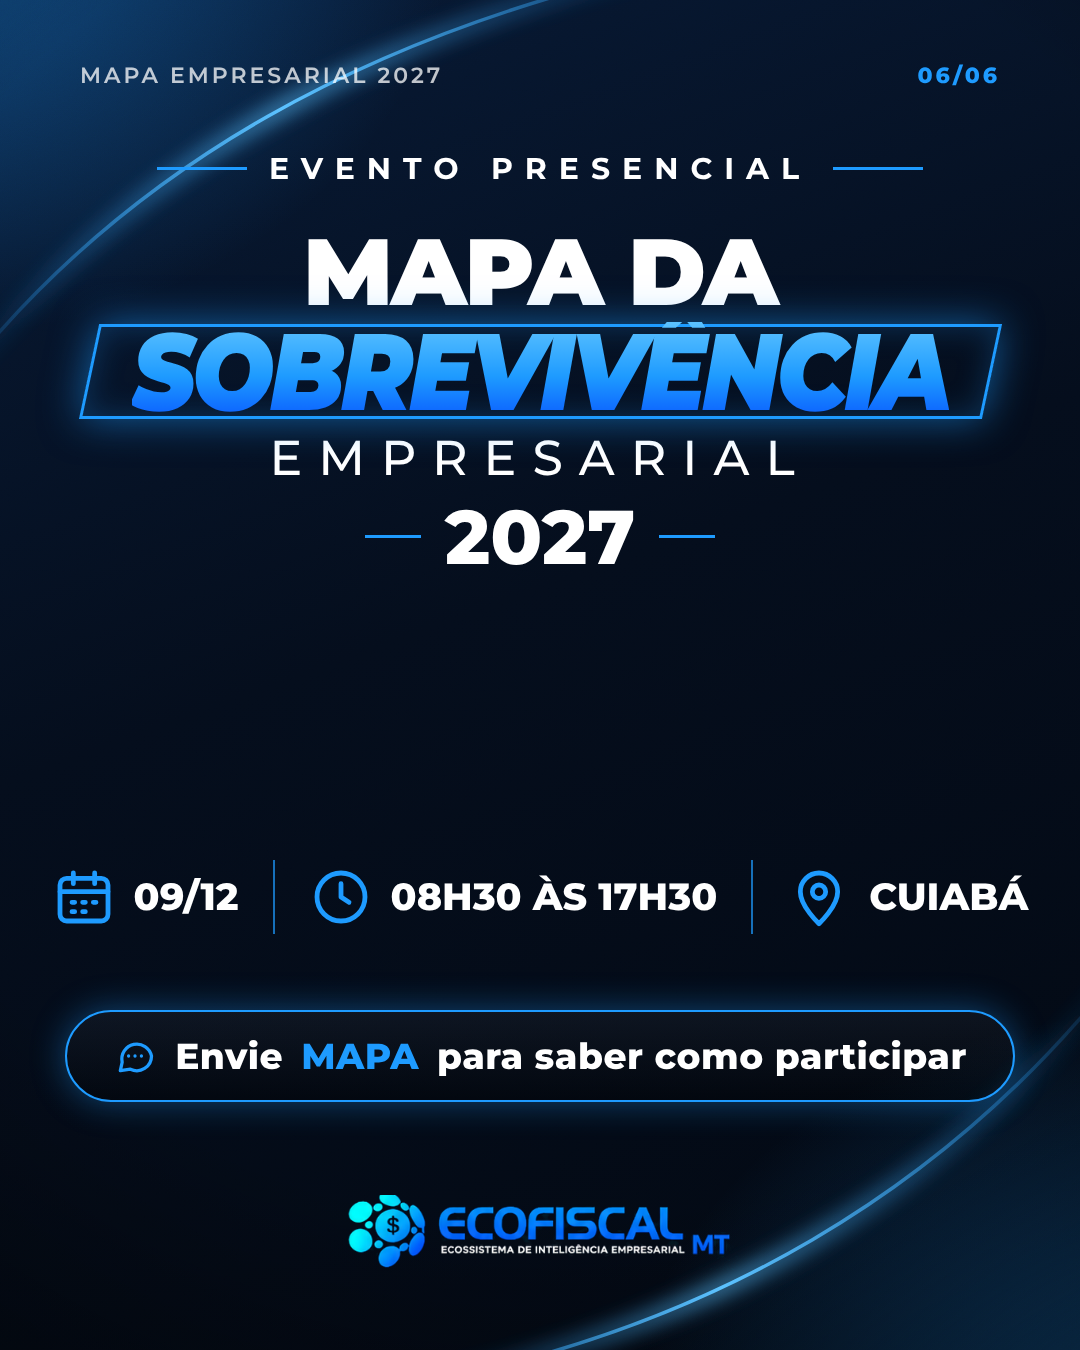 MAPA EMPRESARIAL 2027
06/06
EVENTO PRESENCIAL
MAPA DA
SOBREVIVÊNCIA
EMPRESARIAL
2027
09/12
08H30 ÀS 17H30
CUIABÁ
Envie MAPA para saber como participar
$
ECOFISCAL
ECOSSISTEMA DE INTELIGÊNCIA EMPRESARIAL MT